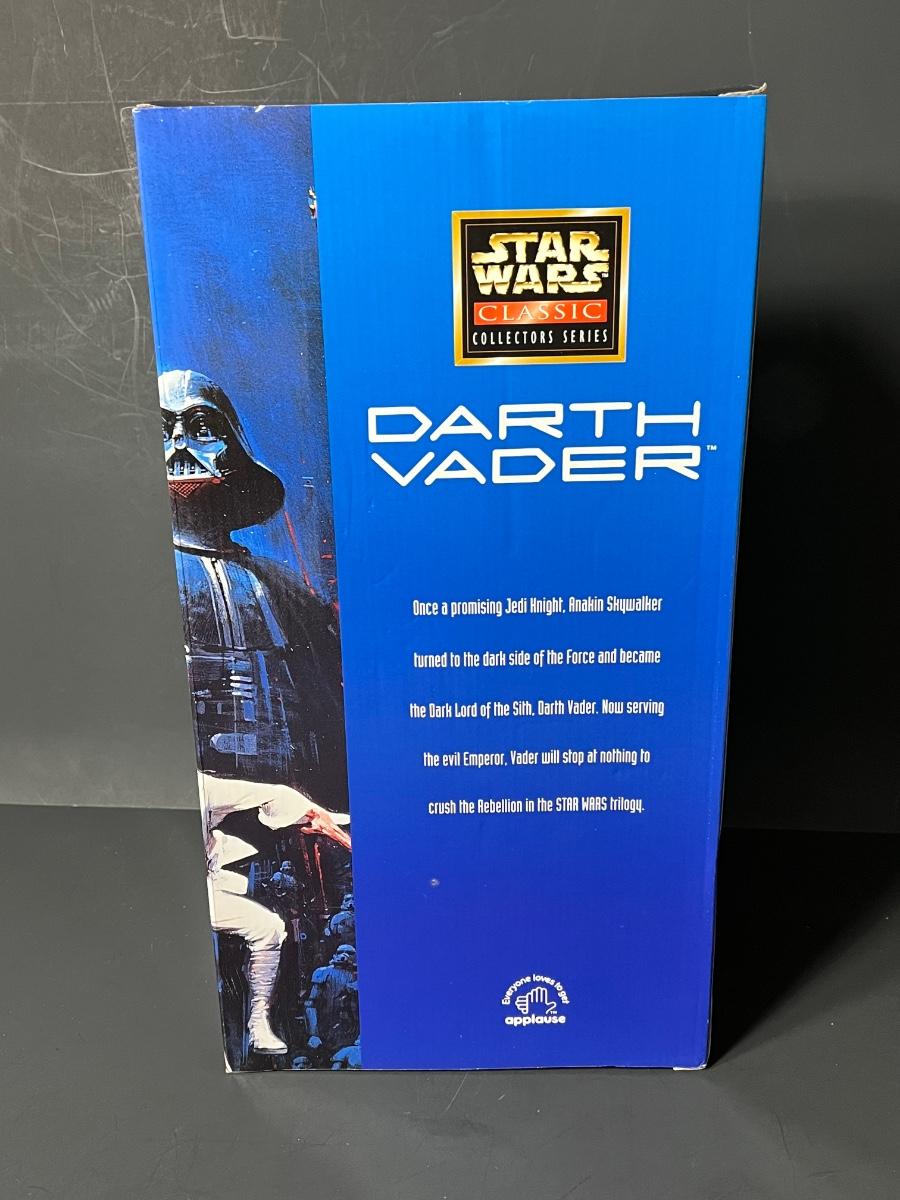 STAR
WARS™
CLASSIC
COLLECTORS SERIES
DARTH
VADER™
Once a promising Jedi Knight, Anakin Skywalker
turned to the dark side of the Force and became
the Dark Lord of the Sith, Darth Vader. Now serving
the evil Emperor, Vader will stop at nothing to
crush the Rebellion in the STAR WARS trilogy.
Everyone loves to get
applause™